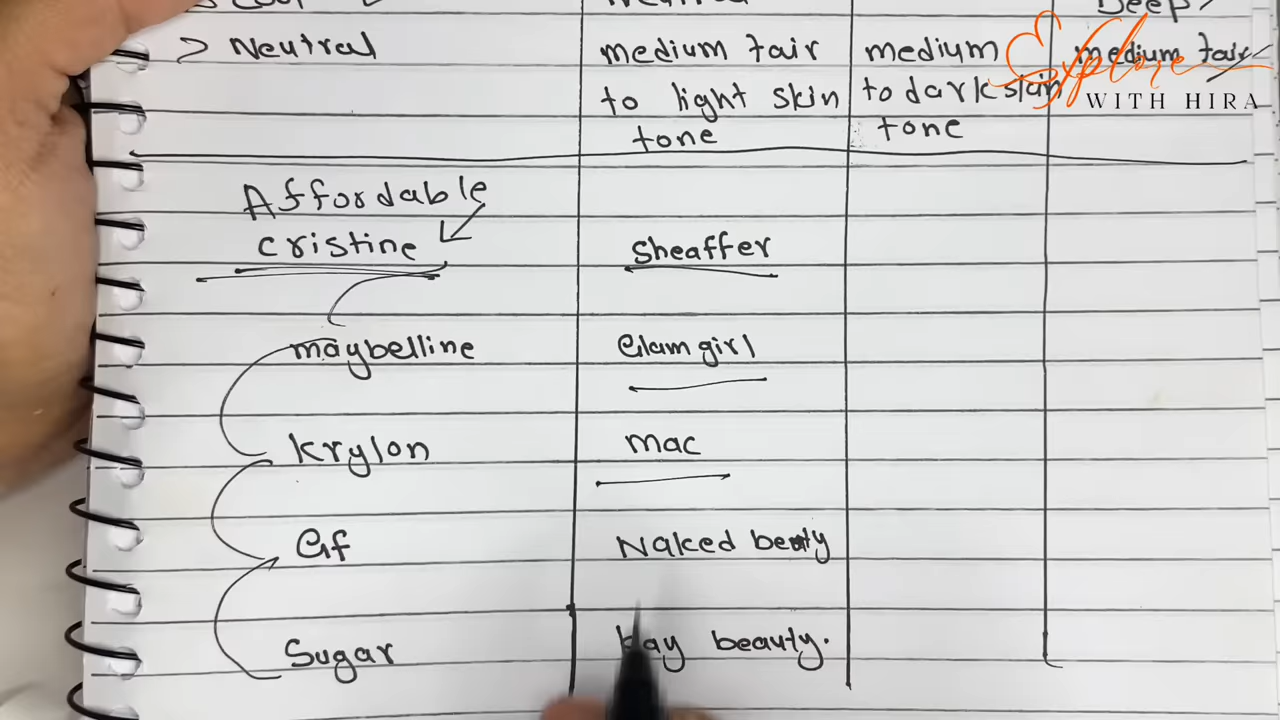 > Neutral
medium fair
to light skin
tone
medium
to dark skin
tone
Deep>
medium fair
Explore
WITH HIRA
Affordable
cristine
Sheaffer
maybelline
Glam girl
Krylon
mac
Gf
Naked beauty
Sugar
kay beauty.